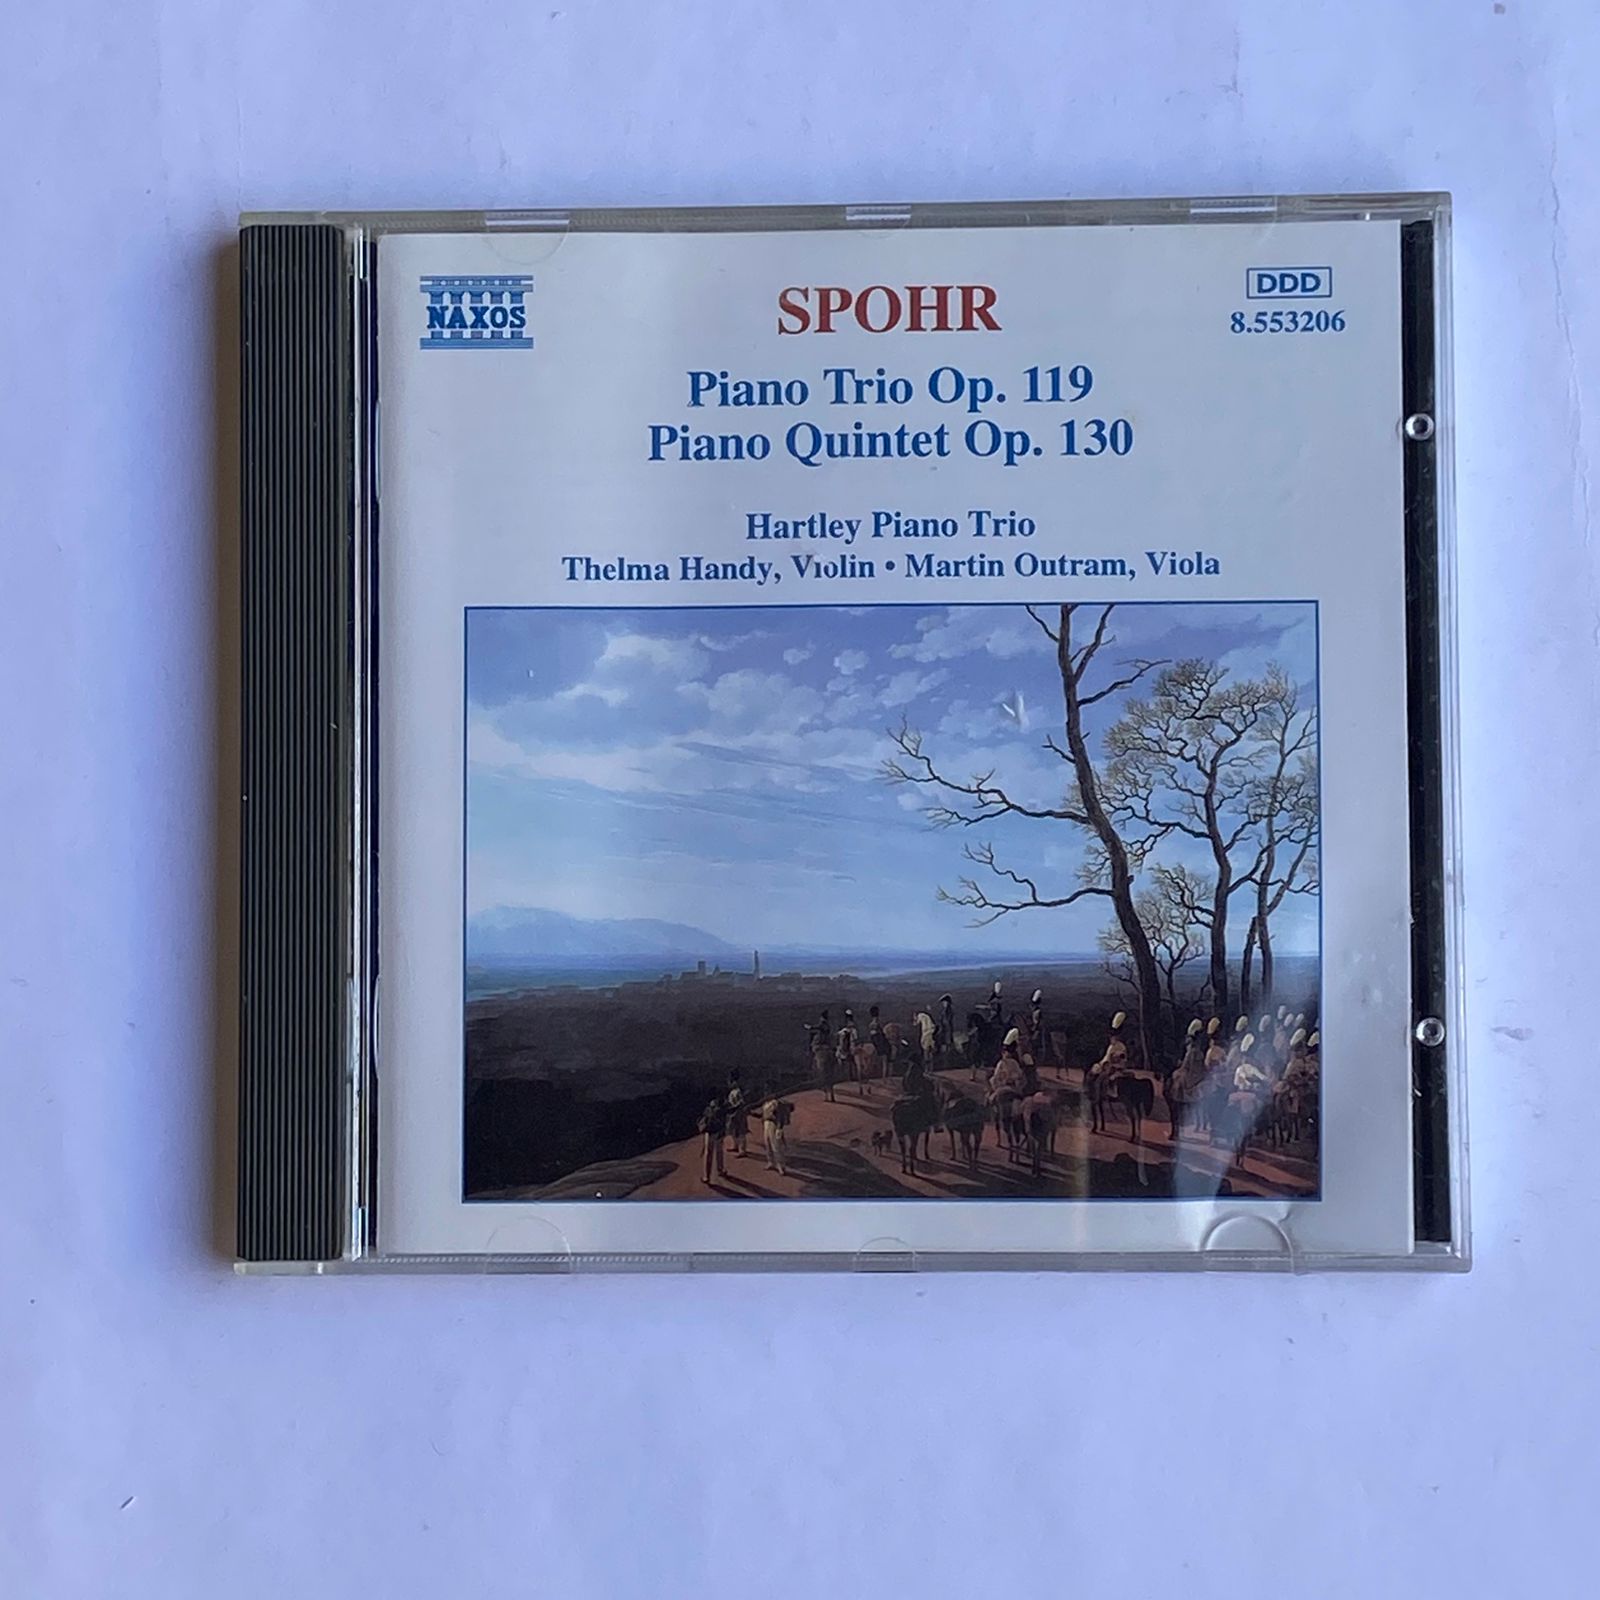 NAXOS
SPOHR
DDD
8.553206
Piano Trio Op. 119
Piano Quintet Op. 130
Hartley Piano Trio
Thelma Handy, Violin • Martin Outram, Viola